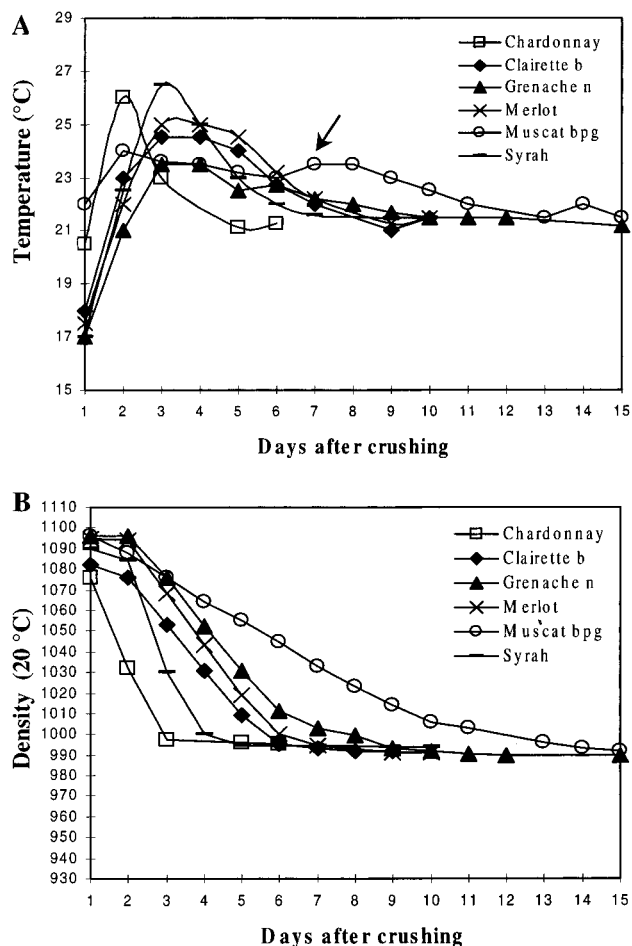 A
Temperature (°C)
29
27
25
23
21
19
17
15
1 2 3 4 5 6 7 8 9 10 11 12 13 14 15
Days after crushing
Chardonnay
Clairette b
Grenache n
Merlot
Muscat bpg
Syrah
B
Density (20 °C)
1110
1100
1090
1080
1070
1060
1050
1040
1030
1020
1010
1000
990
980
970
960
950
940
930
1 2 3 4 5 6 7 8 9 10 11 12 13 14 15
Days after crushing
Chardonnay
Clairette b
Grenache n
Merlot
Muscat bpg
Syrah